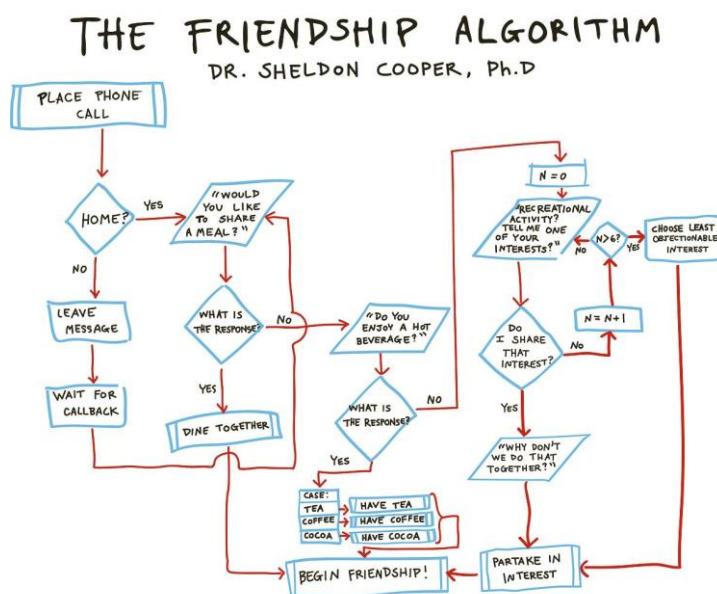 THE FRIENDSHIP ALGORITHM
DR. SHELDON COOPER, Ph.D
PLACE PHONE
CALL
HOME?
YES
NO
LEAVE
MESSAGE
WAIT FOR
CALLBACK
"WOULD
YOU LIKE
TO SHARE
A MEAL?"
WHAT IS
THE RESPONSE?
NO
YES
DINE TOGETHER
"DO YOU
ENJOY A HOT
BEVERAGE?"
WHAT IS
THE RESPONSE?
NO
YES
CASE:
TEA
HAVE TEA
COFFEE
HAVE COFFEE
COCOA
HAVE COCOA
N=0
"RECREATIONAL
ACTIVITY?
TELL ME ONE
OF YOUR
INTERESTS?"
NO
N>6?
YES
CHOOSE LEAST
OBJECTIONABLE
INTEREST
N=N+1
DO
I SHARE
THAT
INTEREST?
NO
YES
"WHY DON'T
WE DO THAT
TOGETHER?"
PARTAKE IN
INTEREST
BEGIN FRIENDSHIP!